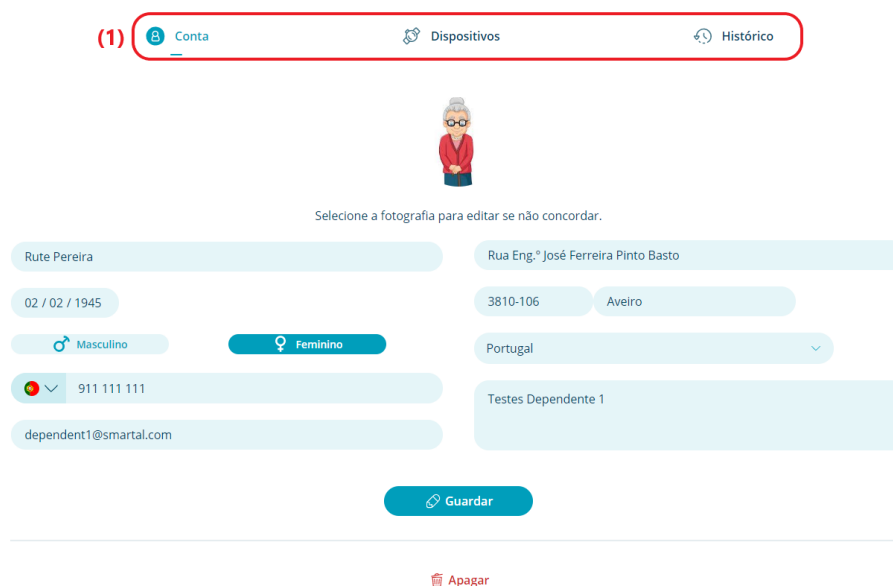 (1) Conta Dispositivos Histórico
Selecione a fotografia para editar se não concordar.
Rute Pereira
02 / 02 / 1945
Masculino Feminino
911 111 111
dependent1@smartal.com
Rua Eng.º José Ferreira Pinto Basto
3810-106 Aveiro
Portugal
Testes Dependente 1
Guardar
Apagar